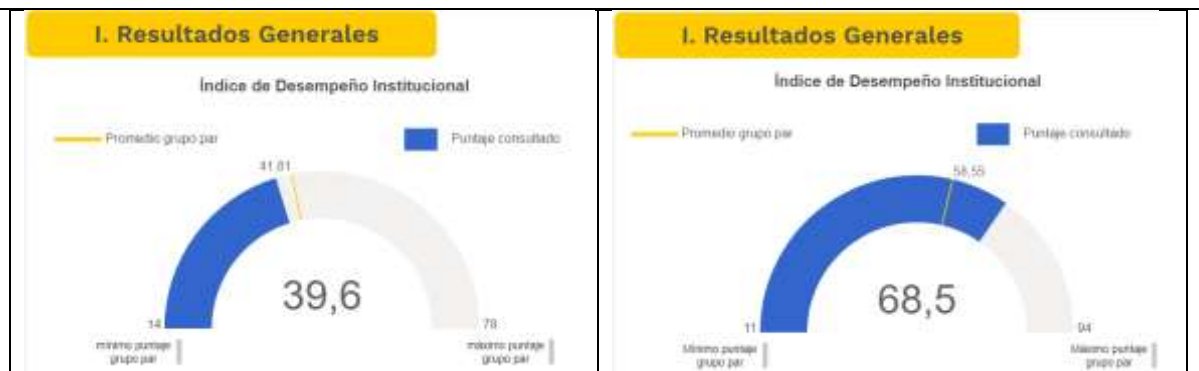 I. Resultados Generales
Índice de Desempeño Institucional
Promedio grupo par
Puntaje consultado
41,61
39,6
14
78
mínimo puntaje
grupo par
máximo puntaje
grupo par
I. Resultados Generales
Índice de Desempeño Institucional
Promedio grupo par
Puntaje consultado
58,55
68,5
11
94
Mínimo puntaje
grupo par
Máximo puntaje
grupo par